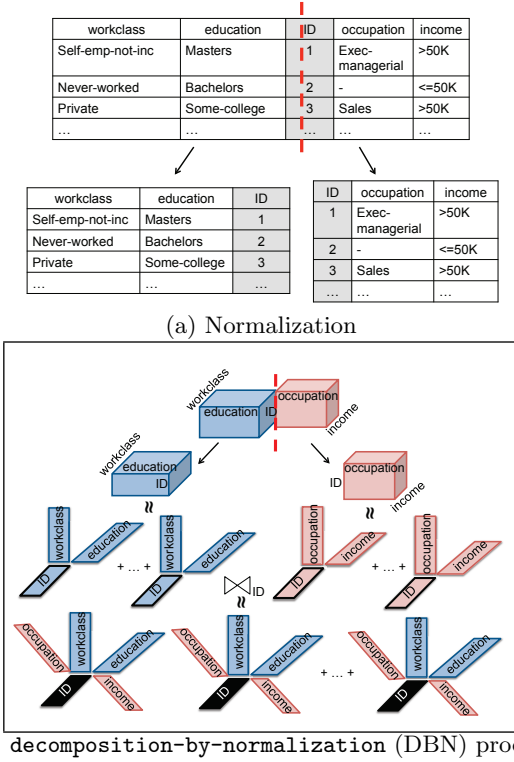 workclass education ID occupation income
Self-emp-not-inc Masters 1 Exec-managerial >50K
Never-worked Bachelors 2 - <=50K
Private Some-college 3 Sales >50K
... ... ... ... ...
workclass education ID
Self-emp-not-inc Masters 1
Never-worked Bachelors 2
Private Some-college 3
... ... ...
ID occupation income
1 Exec-managerial >50K
2 - <=50K
3 Sales >50K
... ... ...
(a) Normalization
workclass education ID occupation income
workclass education ID
ID occupation income
≈ ≈
workclass education ID + ... + workclass education ID
occupation income ID + ... + occupation income ID
⋈ ID
≈
occupation workclass education ID income
occupation workclass education ID income
+ ... +
occupation workclass education ID income
decomposition-by-normalization (DBN)